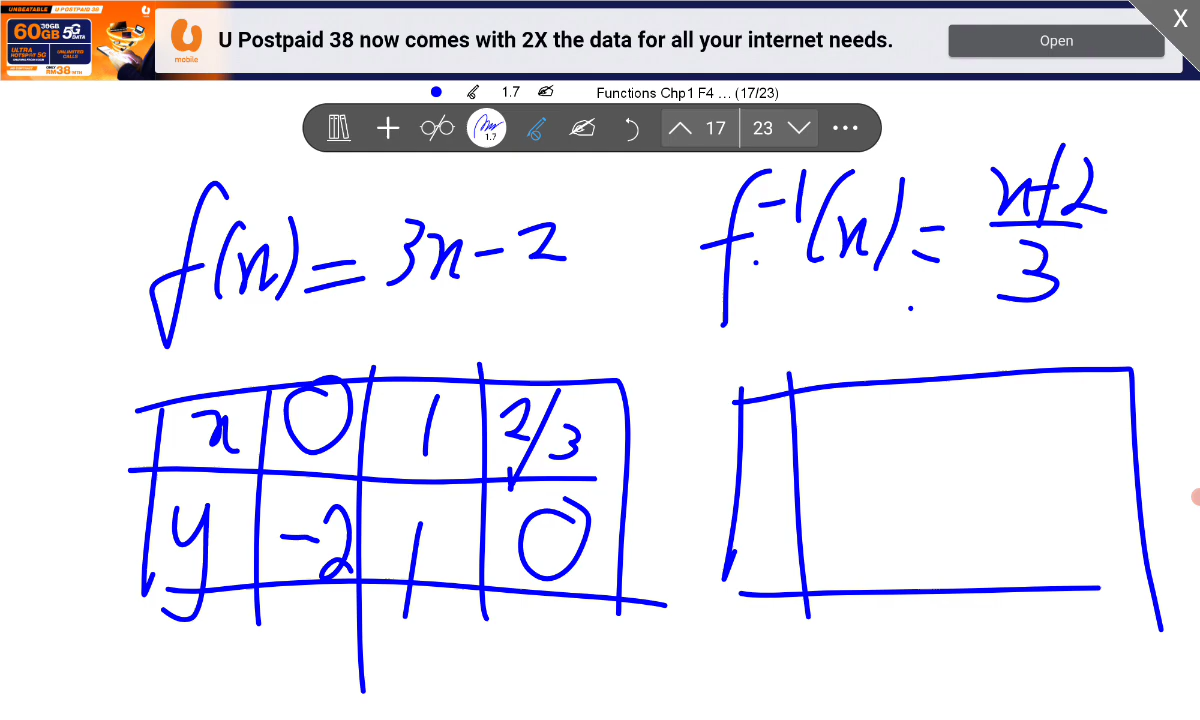 UNBEATABLE U POSTPAID 38
60GB 30GB 5G DATA
ULTRA HOTSPOT 5G
UNLIMITED CALLS
ONLY RM38/MTH
mobile
U Postpaid 38 now comes with 2X the data for all your internet needs.
Open
X
1.7
Functions Chp1 F4 ... (17/23)
1.7
17
23
f(x) = 3x - 2
f⁻¹(x) = x+2/3
x 0 1 2/3
y -2 1 0